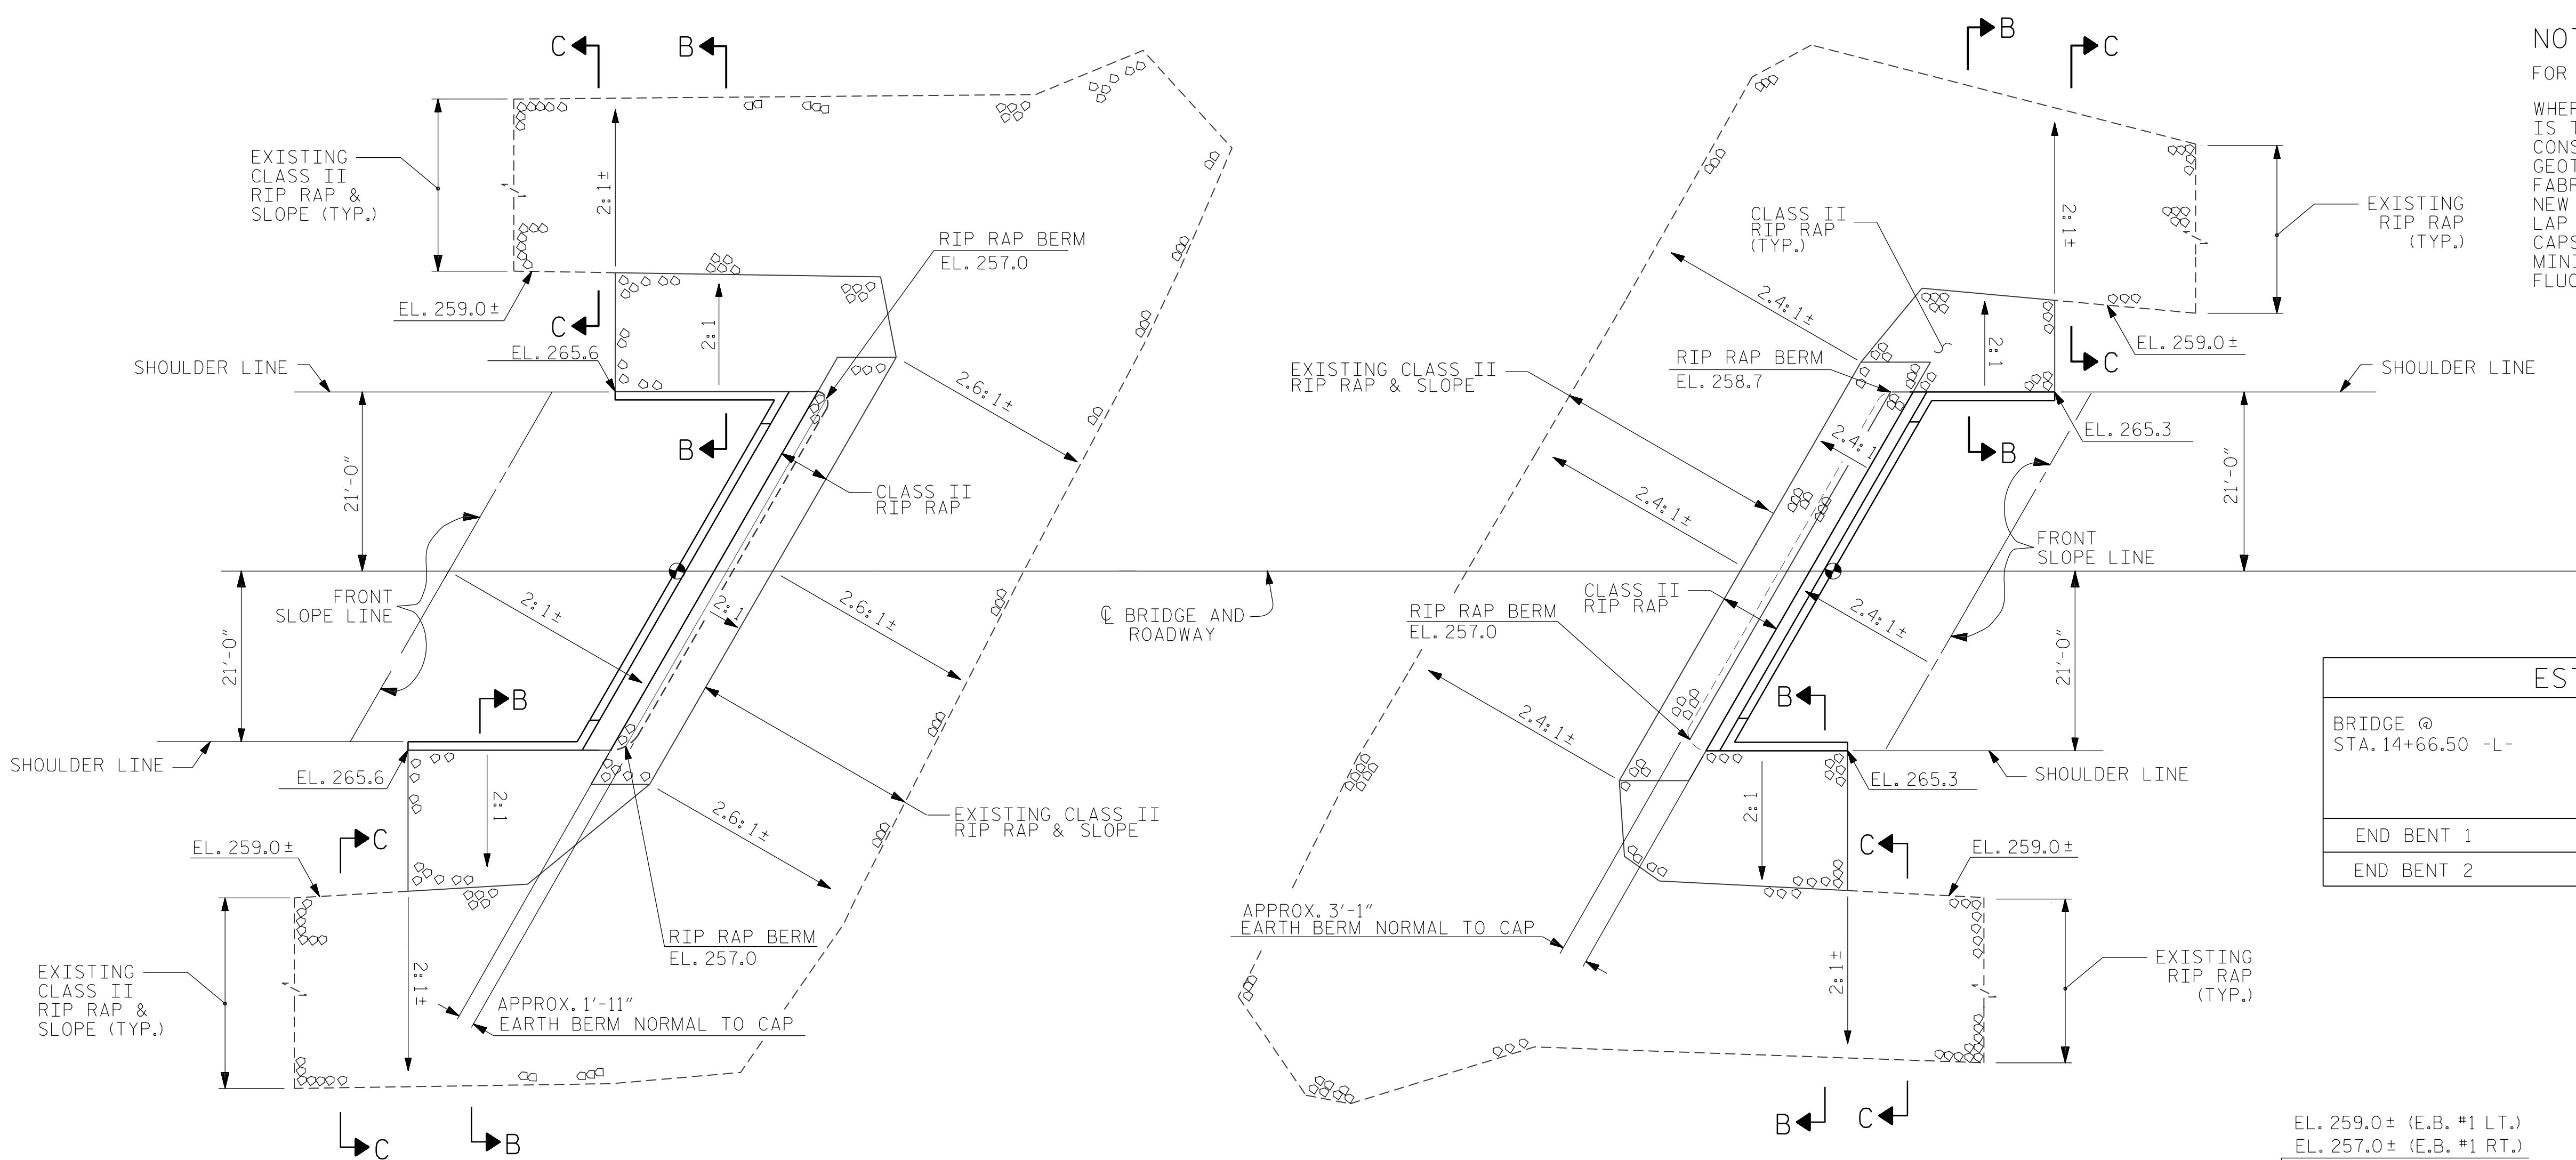 C
B
EXISTING
CLASS II
RIP RAP &
SLOPE (TYP.)
2:1±
RIP RAP BERM
EL. 257.0
EL. 259.0±
C
EL. 265.6
2:1
SHOULDER LINE
2.6:1±
B
21'-0"
CLASS II
RIP RAP
FRONT
SLOPE LINE
2:1±
2:1
2.6:1±
21'-0"
B
SHOULDER LINE
EL. 265.6
2:1
2.6:1±
EXISTING CLASS II
RIP RAP & SLOPE
C
EL. 259.0±
RIP RAP BERM
EL. 257.0
EXISTING
CLASS II
RIP RAP &
SLOPE (TYP.)
2:1±
APPROX. 1'-11"
EARTH BERM NORMAL TO CAP
C
B
℄ BRIDGE AND
ROADWAY
B
C
CLASS II
RIP RAP
(TYP.)
2:1±
EXISTING
RIP RAP
(TYP.)
2.4:1±
2:1
EL. 259.0±
C
RIP RAP BERM
EL. 258.7
EXISTING CLASS II
RIP RAP & SLOPE
SHOULDER LINE
2.4:1
EL. 265.3
B
21'-0"
2.4:1±
FRONT
SLOPE LINE
CLASS II
RIP RAP
2.4:1±
RIP RAP BERM
EL. 257.0
21'-0"
B
2.4:1±
EL. 265.3
SHOULDER LINE
2:1
C
EL. 259.0±
APPROX. 3'-1"
EARTH BERM NORMAL TO CAP
2:1±
EXISTING
RIP RAP
(TYP.)
B
C
FOR
IS
BRIDGE @
STA. 14+66.50 -L-
END BENT 1
END BENT 2
EL. 259.0± (E.B. #1 LT.)
EL. 257.0± (E.B. #1 RT.)
NEW
LAP